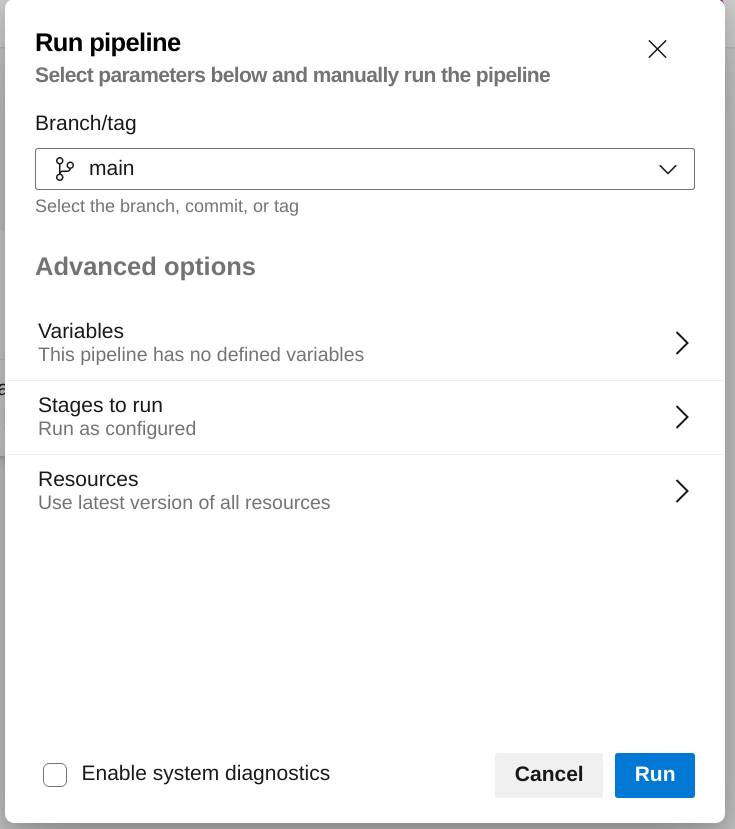 Run pipeline
Select parameters below and manually run the pipeline
Branch/tag
main
Select the branch, commit, or tag
Advanced options
Variables
This pipeline has no defined variables
Stages to run
Run as configured
Resources
Use latest version of all resources
Enable system diagnostics
Cancel
Run